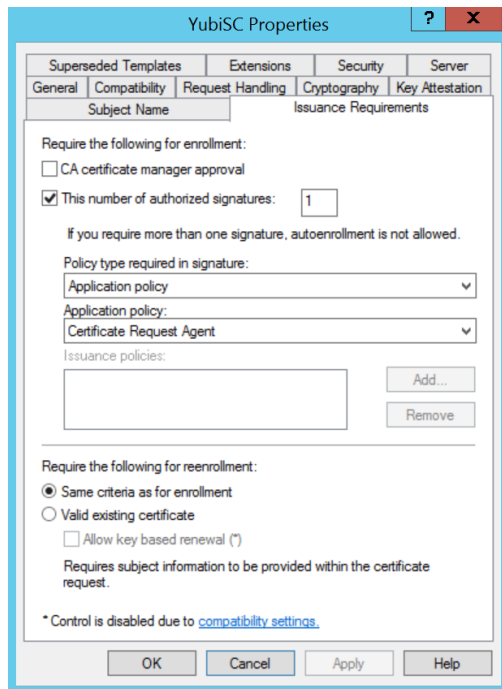 YubiSC Properties
? x
Superseded Templates Extensions Security Server
General Compatibility Request Handling Cryptography Key Attestation
Subject Name Issuance Requirements
Require the following for enrollment:
CA certificate manager approval
This number of authorized signatures: 1
If you require more than one signature, autoenrollment is not allowed.
Policy type required in signature:
Application policy
Application policy:
Certificate Request Agent
Issuance policies:
Add...
Remove
Require the following for reenrollment:
Same criteria as for enrollment
Valid existing certificate
Allow key based renewal (*)
Requires subject information to be provided within the certificate
request.
* Control is disabled due to compatibility settings.
OK Cancel Apply Help